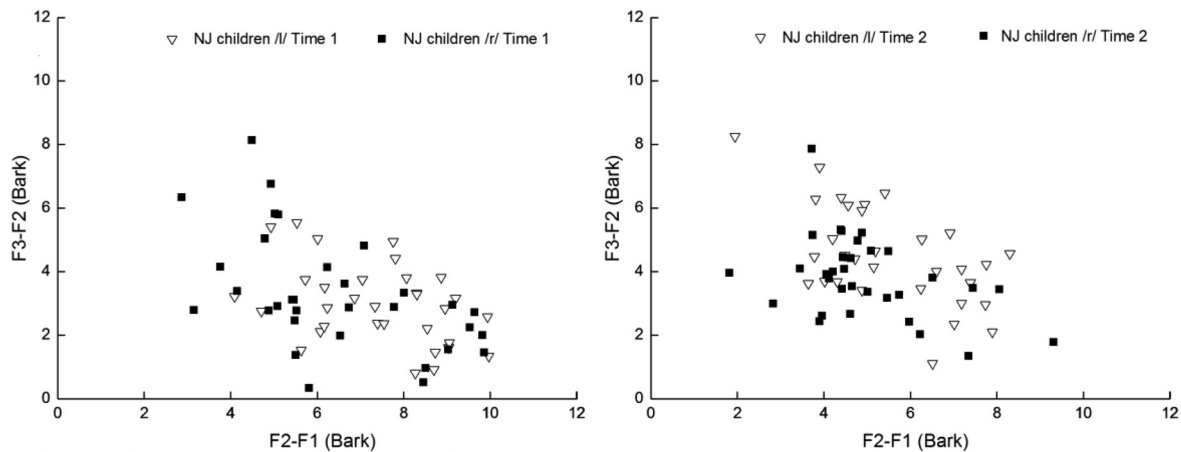 12
NJ children /l/ Time 1 NJ children /r/ Time 1
10
8
6
4
2
0
0 2 4 6 8 10 12
F3-F2 (Bark)
F2-F1 (Bark)
12
NJ children /l/ Time 2 NJ children /r/ Time 2
10
8
6
4
2
0
0 2 4 6 8 10 12
F3-F2 (Bark)
F2-F1 (Bark)